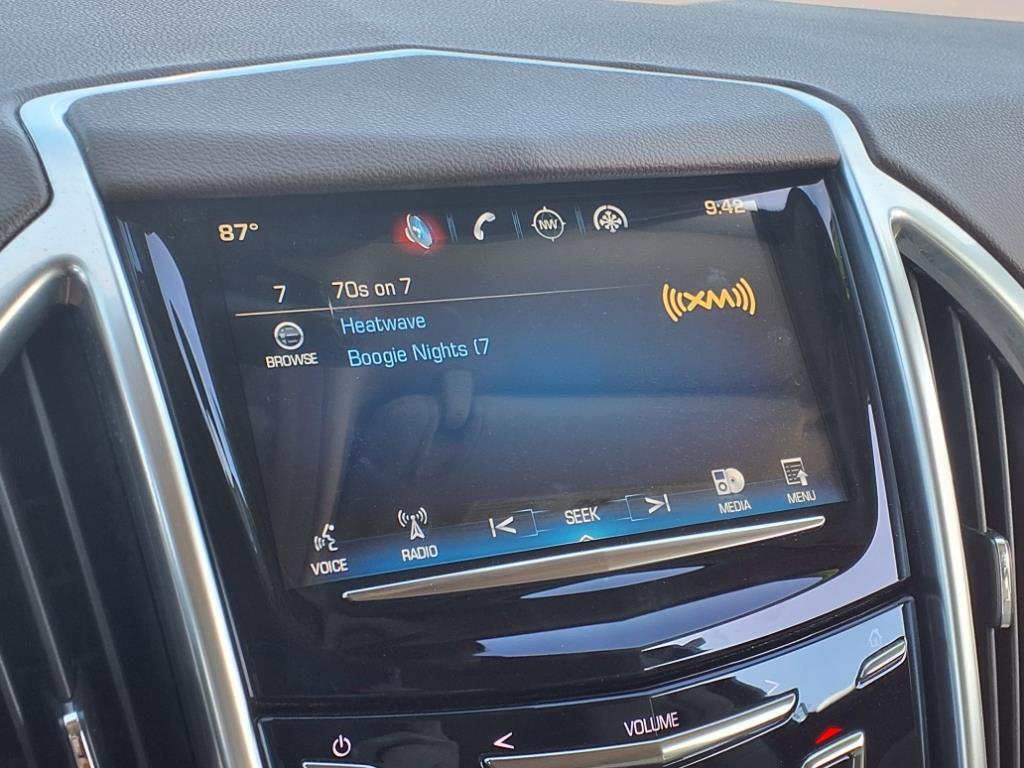 87° NW 9:42
7 70s on 7
XM
Heatwave
BROWSE Boogie Nights (7
VOICE RADIO SEEK MEDIA MENU
VOLUME